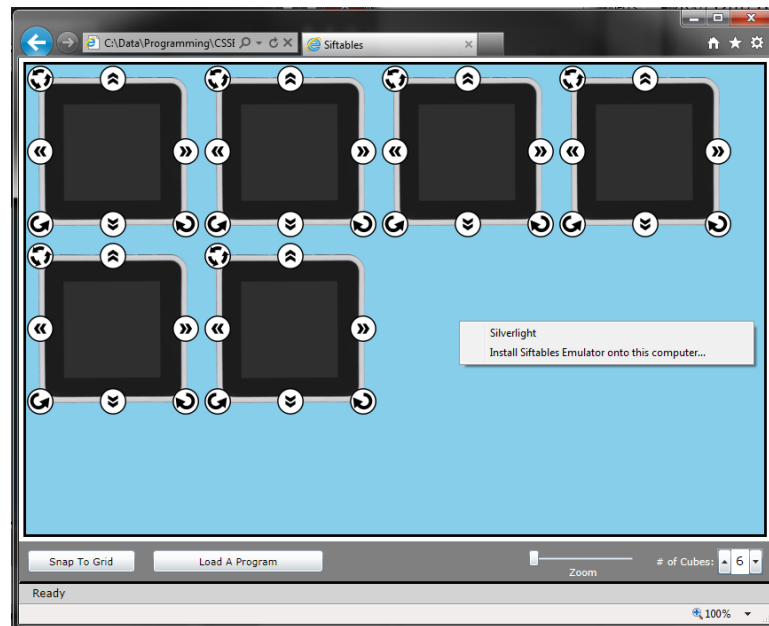 C:\Data\Programming\CSSE
Siftables
Silverlight
Install Siftables Emulator onto this computer...
Snap To Grid
Load A Program
Zoom
# of Cubes:
6
Ready
100%